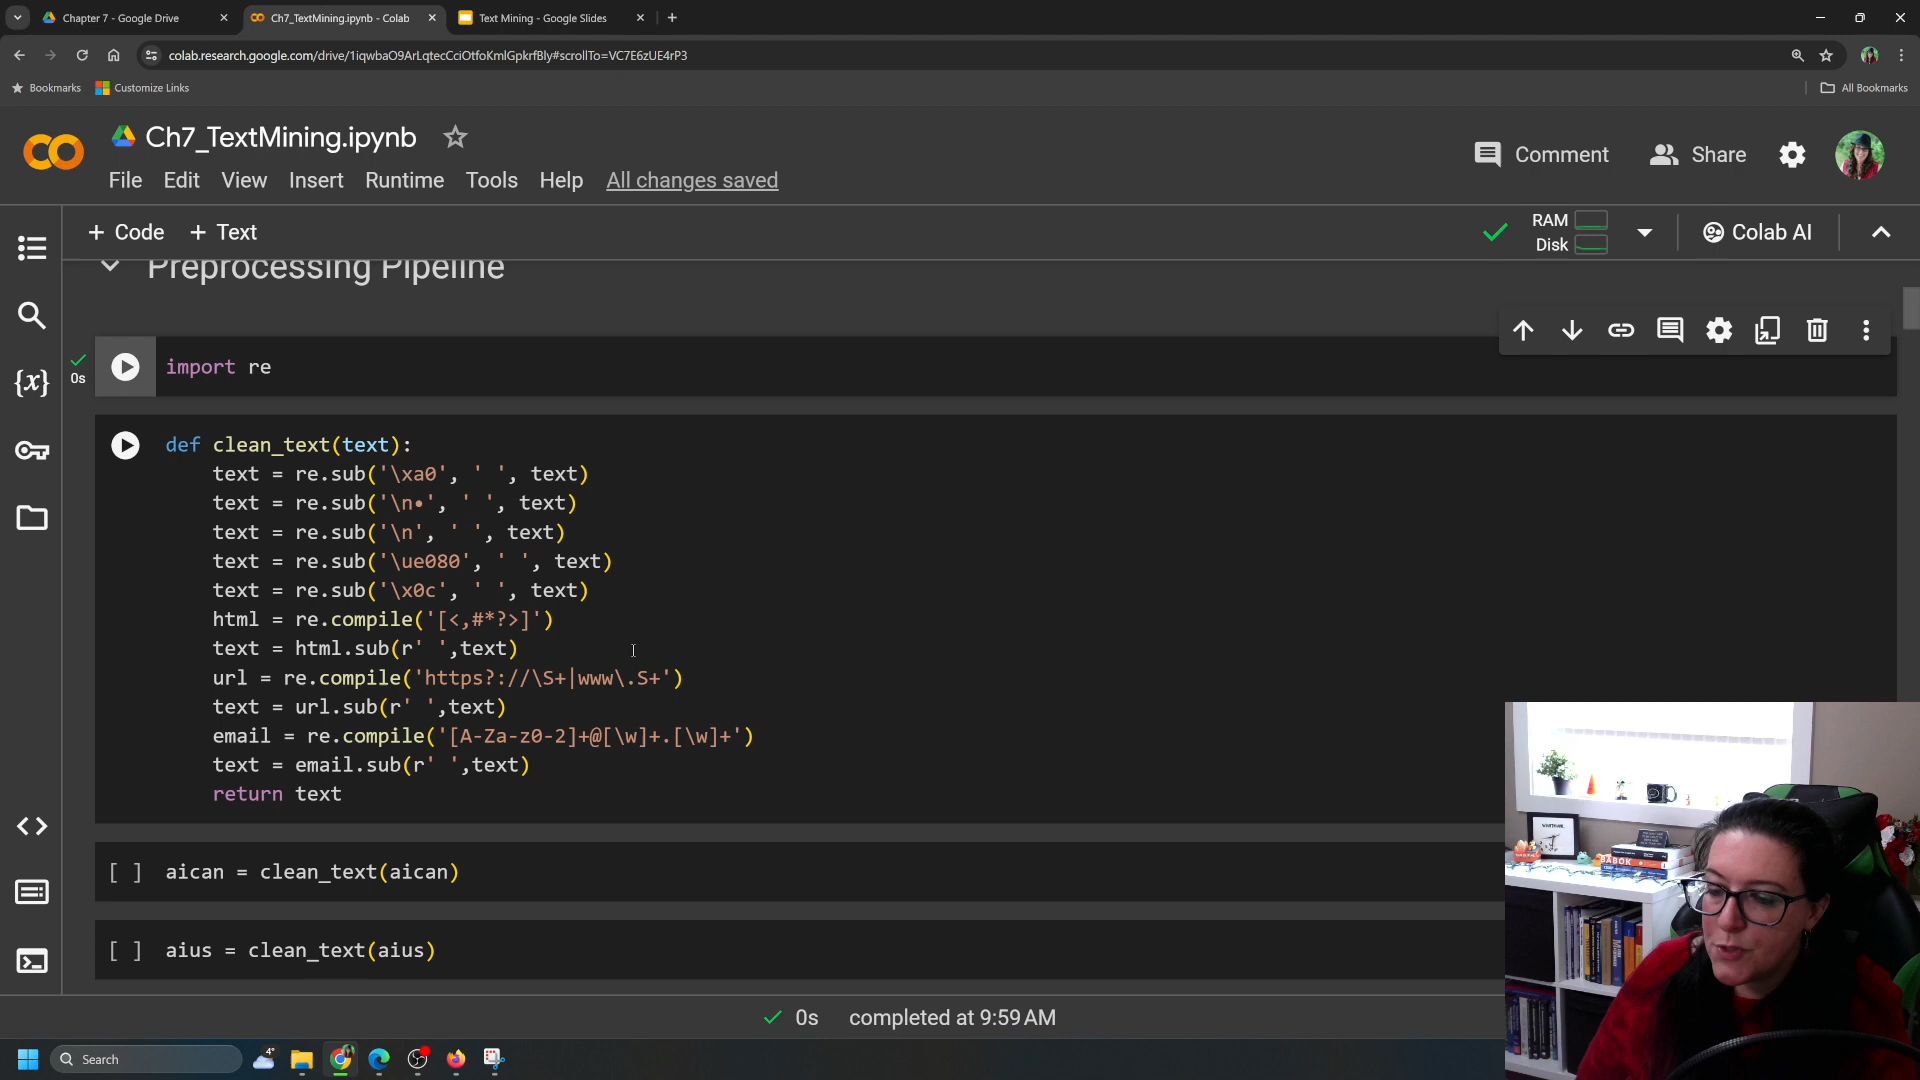 Chapter 7 - Google Drive
Ch7_TextMining.ipynb - Colab
Text Mining - Google Slides
colab.research.google.com/drive/1iqwbaO9ArLqtecCciOtfoKmlGpkrfBly#scrollTo=VC7E6zUE4rP3
Bookmarks
Customize Links
All Bookmarks
Ch7_TextMining.ipynb
Comment
Share
File Edit View Insert Runtime Tools Help All changes saved
+ Code + Text
RAM
Disk
Colab AI
Preprocessing Pipeline
0s
import re
def clean_text(text):
text = re.sub('\xa0', ' ', text)
text = re.sub('\n•', ' ', text)
text = re.sub('\n', ' ', text)
text = re.sub('\ue080', ' ', text)
text = re.sub('\x0c', ' ', text)
html = re.compile('[<,#*?>]')
text = html.sub(r' ',text)
url = re.compile('https?://\S+|www\.S+')
text = url.sub(r' ',text)
email = re.compile('[A-Za-z0-2]+@[\w]+.[\w]+')
text = email.sub(r' ',text)
return text
[ ] aican = clean_text(aican)
[ ] aius = clean_text(aius)
0s completed at 9:59 AM
Search
4°
BABOK